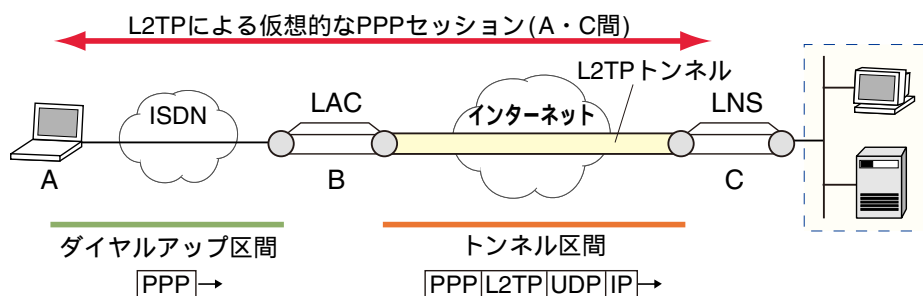 L2TPによる仮想的なPPPセッション(A・C間)
L2TPトンネル
ISDN
LAC
インターネット
LNS
A
B
C
ダイヤルアップ区間
トンネル区間
PPP→
PPP|L2TP|UDP|IP→